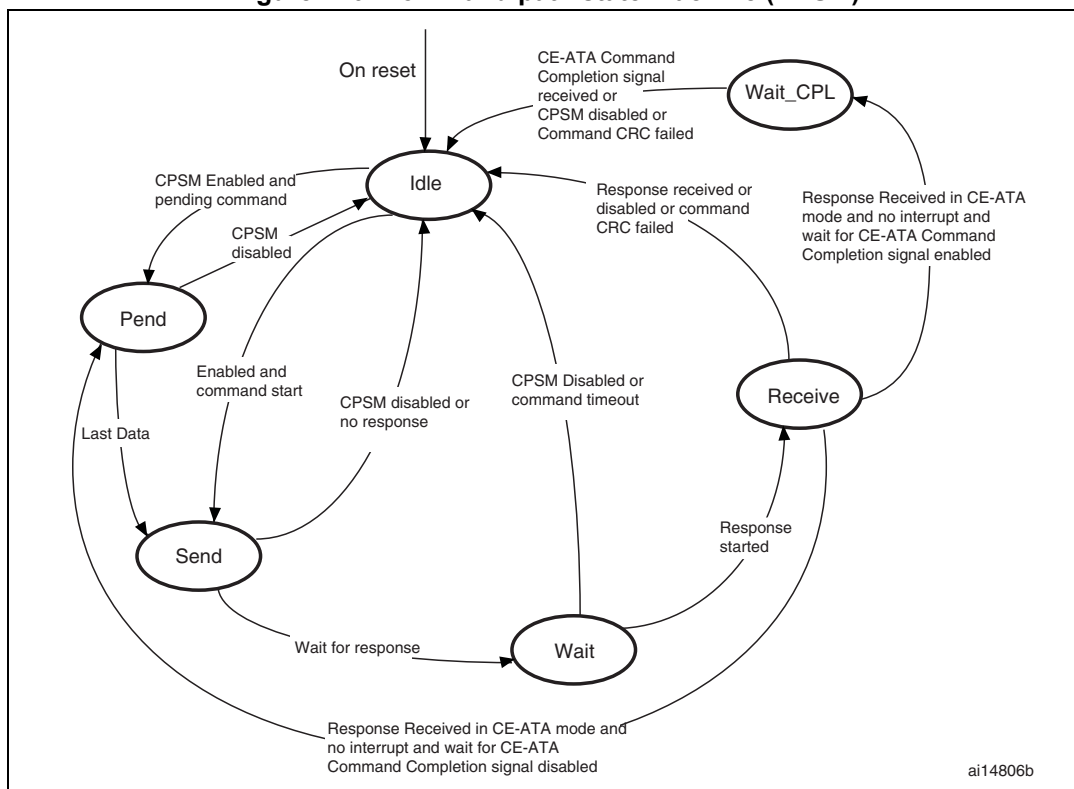 On reset
CE-ATA Command
Completion signal
received or
CPSM disabled or
Command CRC failed
Wait_CPL
Idle
CPSM Enabled and
pending command
CPSM
disabled
Response received or
disabled or command
CRC failed
Response Received in CE-ATA
mode and no interrupt and
wait for CE-ATA Command
Completion signal enabled
Pend
Enabled and
command start
CPSM disabled or
no response
CPSM Disabled or
command timeout
Receive
Last Data
Send
Response
started
Wait for response
Wait
Response Received in CE-ATA mode and
no interrupt and wait for CE-ATA
Command Completion signal disabled
ai14806b